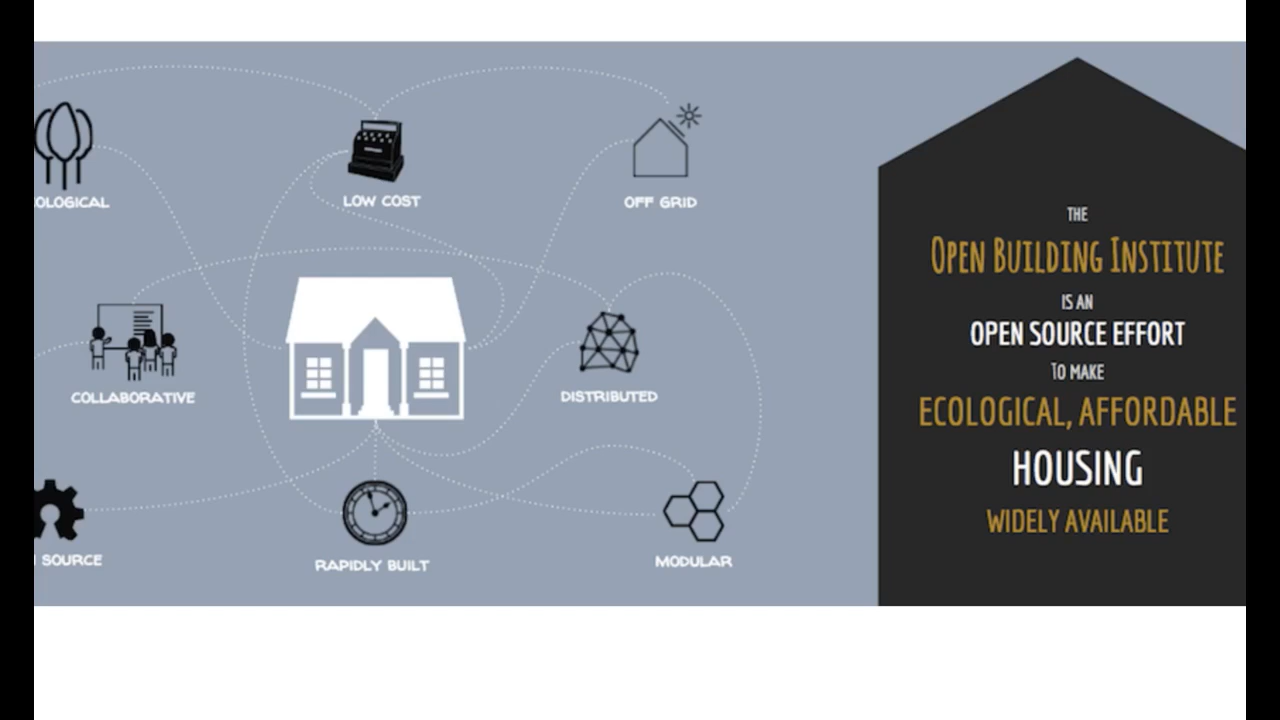 OLOGICAL
LOW COST
OFF GRID
COLLABORATIVE
DISTRIBUTED
SOURCE
RAPIDLY BUILT
MODULAR
THE
OPEN BUILDING INSTITUTE
IS AN
OPEN SOURCE EFFORT
TO MAKE
ECOLOGICAL, AFFORDABLE
HOUSING
WIDELY AVAILABLE